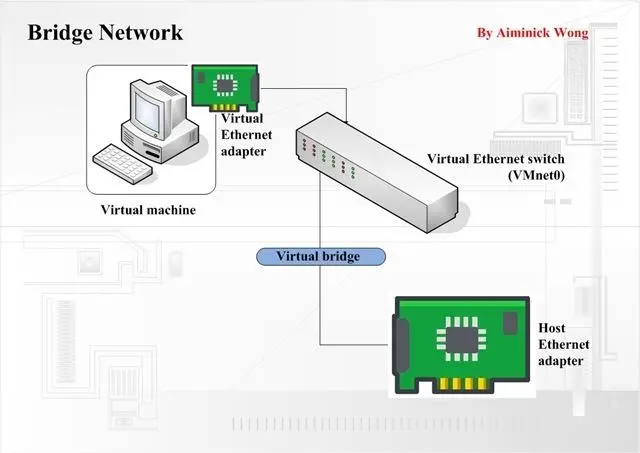 Bridge Network
By Aiminick Wong
Virtual
Ethernet
adapter
Virtual machine
Virtual Ethernet switch
(VMnet0)
Virtual bridge
Host
Ethernet
adapter